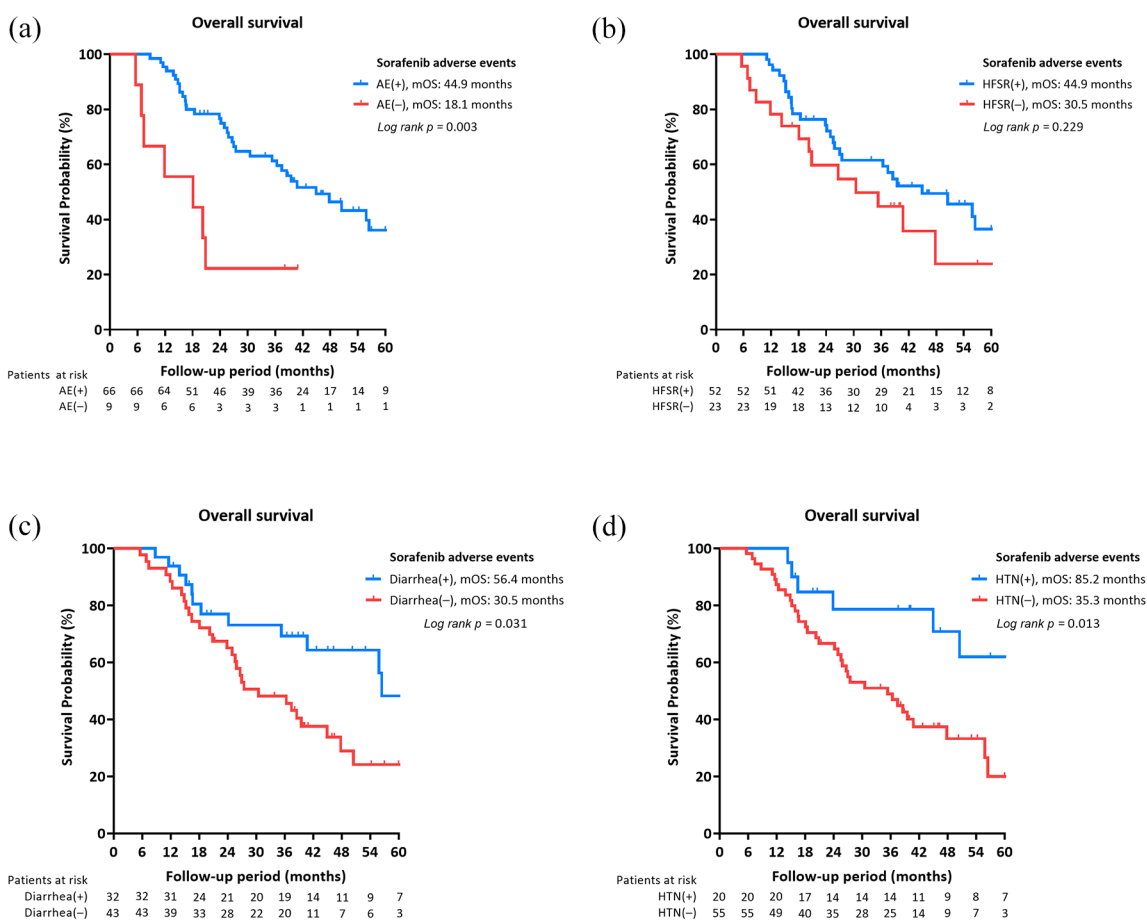 (a)
Overall survival
Sorafenib adverse events
AE(+), mOS: 44.9 months
AE(−), mOS: 18.1 months
Log rank p = 0.003
Survival Probability (%)
100
80
60
40
20
0
0 6 12 18 24 30 36 42 48 54 60
Follow-up period (months)
Patients at risk
AE(+) 66 66 64 51 46 39 36 24 17 14 9
AE(−) 9 9 6 6 3 3 3 1 1 1 1
(b)
Overall survival
Sorafenib adverse events
HFSR(+), mOS: 44.9 months
HFSR(−), mOS: 30.5 months
Log rank p = 0.229
Survival Probability (%)
100
80
60
40
20
0
0 6 12 18 24 30 36 42 48 54 60
Follow-up period (months)
Patients at risk
HFSR(+) 52 52 51 42 36 30 29 21 15 12 8
HFSR(−) 23 23 19 18 13 12 10 4 3 3 2
(c)
Overall survival
Sorafenib adverse events
Diarrhea(+), mOS: 56.4 months
Diarrhea(−), mOS: 30.5 months
Log rank p = 0.031
Survival Probability (%)
100
80
60
40
20
0
0 6 12 18 24 30 36 42 48 54 60
Follow-up period (months)
Patients at risk
Diarrhea(+) 32 32 31 24 21 20 19 14 11 9 7
Diarrhea(−) 43 43 39 33 28 22 20 11 7 6 3
(d)
Overall survival
Sorafenib adverse events
HTN(+), mOS: 85.2 months
HTN(−), mOS: 35.3 months
Log rank p = 0.013
Survival Probability (%)
100
80
60
40
20
0
0 6 12 18 24 30 36 42 48 54 60
Follow-up period (months)
Patients at risk
HTN(+) 20 20 20 17 14 14 14 11 9 8 7
HTN(−) 55 55 49 40 35 28 25 14 9 7 3